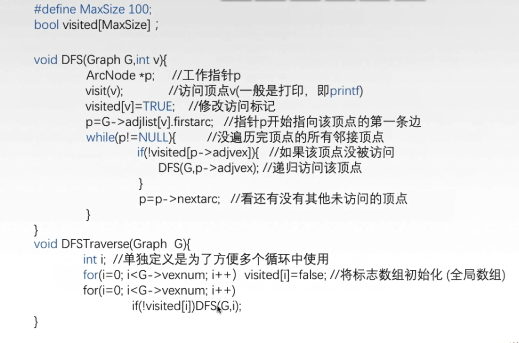 #define MaxSize 100;
bool visited[MaxSize] ;
void DFS(Graph G,int v){
ArcNode *p; //工作指针p
visit(v); //访问顶点v(一般是打印，即printf)
visited[v]=TRUE; //修改访问标记
p=G->adjlist[v].firstarc; //指针p开始指向该顶点的第一条边
while(p!=NULL){ //没遍历完顶点的所有邻接顶点
if(!visited[p->adjvex]){ //如果该顶点没被访问
DFS(G,p->adjvex); //递归访问该顶点
}
p=p->nextarc; //看还有没有其他未访问的顶点
}
}
void DFSTraverse(Graph G){
int i; //单独定义是为了方便多个循环中使用
for(i=0; i<G->vexnum; i++) visited[i]=false; //将标志数组初始化 (全局数组)
for(i=0; i<G->vexnum; i++)
if(!visited[i])DFS(G,i);
}